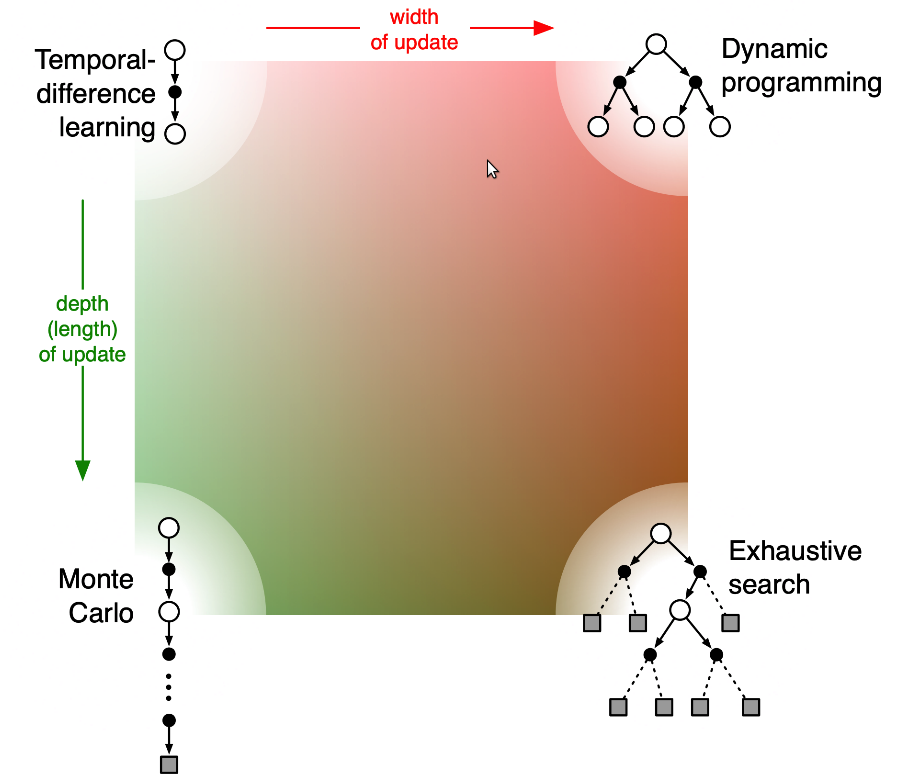 width
of update
Temporal-
difference
learning
Dynamic
programming
depth
(length)
of update
Monte
Carlo
Exhaustive
search